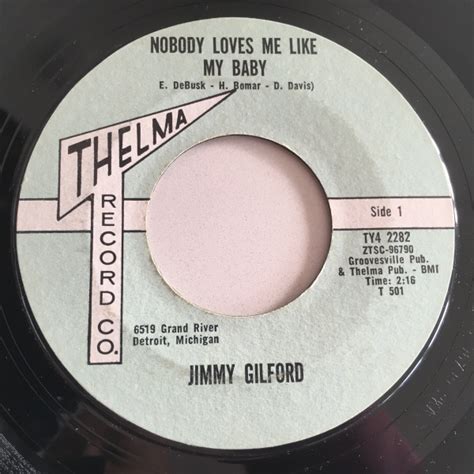 NOBODY LOVES ME LIKE
MY BABY
E. DeBusk - H. Bomar - D. Davis)
THELMA
RECORD CO.
Side 1
TY4 2282
ZTSC-96790
Groovesville Pub.
& Thelma Pub. - BMI
Time: 2:16
T 501
6519 Grand River
Detroit, Michigan
JIMMY GILFORD